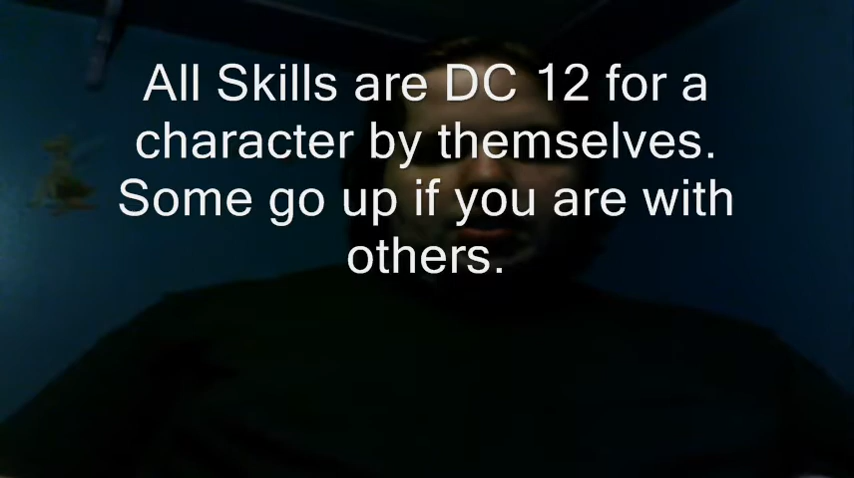 All Skills are DC 12 for a
character by themselves.
Some go up if you are with
others.